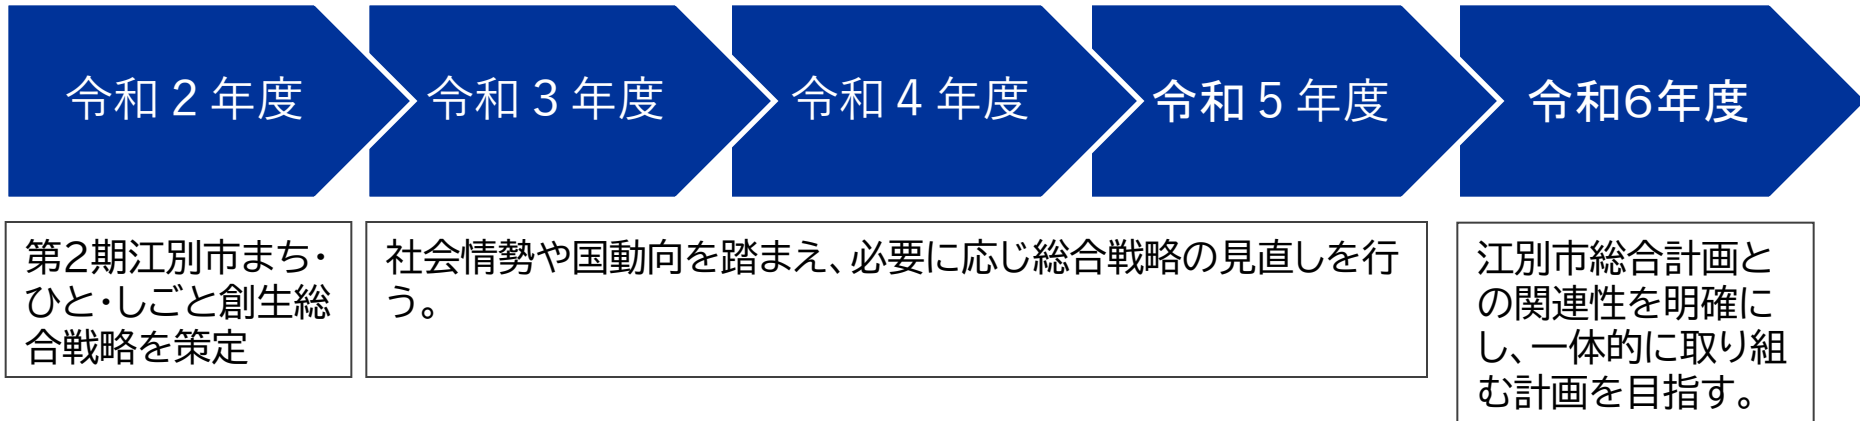 令和２年度
令和３年度
令和４年度
令和５年度
令和6年度
第2期江別市まち・
ひと・しごと創生総
合戦略を策定
社会情勢や国動向を踏まえ、必要に応じ総合戦略の見直しを行
う。
江別市総合計画と
の関連性を明確に
し、一体的に取り組
む計画を目指す。